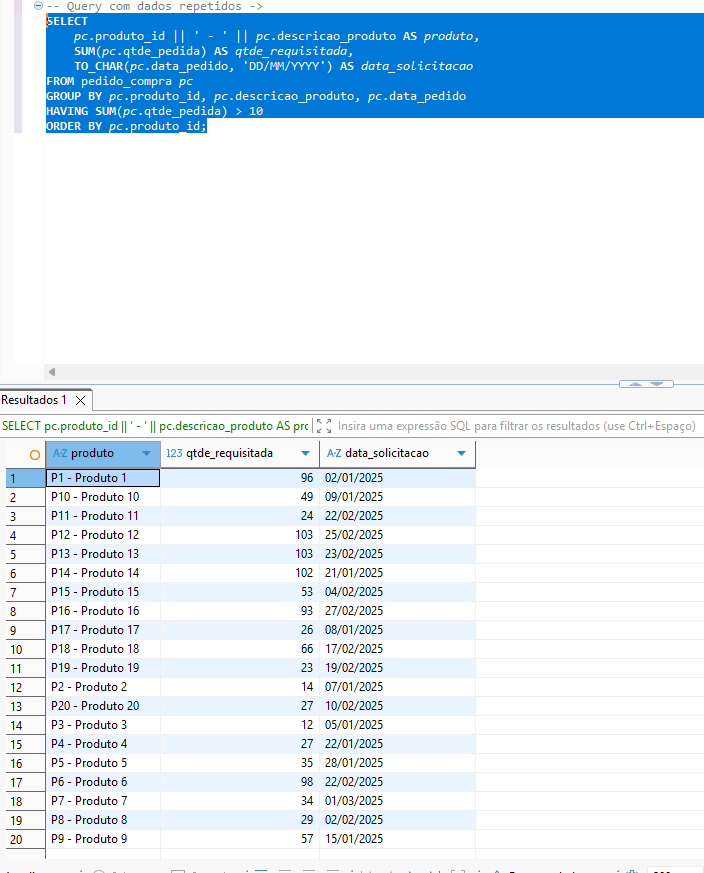 -- Query com dados repetidos ->
SELECT
pc.produto_id || ' - ' || pc.descricao_produto AS produto,
SUM(pc.qtde_pedida) AS qtde_requisitada,
TO_CHAR(pc.data_pedido, 'DD/MM/YYYY') AS data_solicitacao
FROM pedido_compra pc
GROUP BY pc.produto_id, pc.descricao_produto, pc.data_pedido
HAVING SUM(pc.qtde_pedida) > 10
ORDER BY pc.produto_id;
Resultados 1
SELECT pc.produto_id || ' - ' || pc.descricao_produto AS pro Insira uma expressão SQL para filtrar os resultados (use Ctrl+Espaço)
A-Z produto 123 qtde_requisitada A-Z data_solicitacao
1 P1 - Produto 1 96 02/01/2025
2 P10 - Produto 10 49 09/01/2025
3 P11 - Produto 11 24 22/02/2025
4 P12 - Produto 12 103 25/02/2025
5 P13 - Produto 13 103 23/02/2025
6 P14 - Produto 14 102 21/01/2025
7 P15 - Produto 15 53 04/02/2025
8 P16 - Produto 16 93 27/02/2025
9 P17 - Produto 17 26 08/01/2025
10 P18 - Produto 18 66 17/02/2025
11 P19 - Produto 19 23 19/02/2025
12 P2 - Produto 2 14 07/01/2025
13 P20 - Produto 20 27 10/02/2025
14 P3 - Produto 3 12 05/01/2025
15 P4 - Produto 4 27 22/01/2025
16 P5 - Produto 5 35 28/01/2025
17 P6 - Produto 6 98 22/02/2025
18 P7 - Produto 7 34 01/03/2025
19 P8 - Produto 8 29 02/02/2025
20 P9 - Produto 9 57 15/01/2025